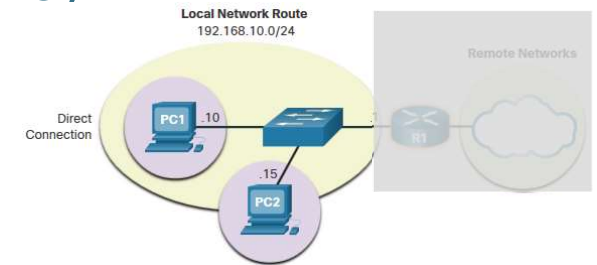 Local Network Route
192.168.10.0/24
Remote Networks
Direct
Connection
PC1
.10
R1
.15
PC2